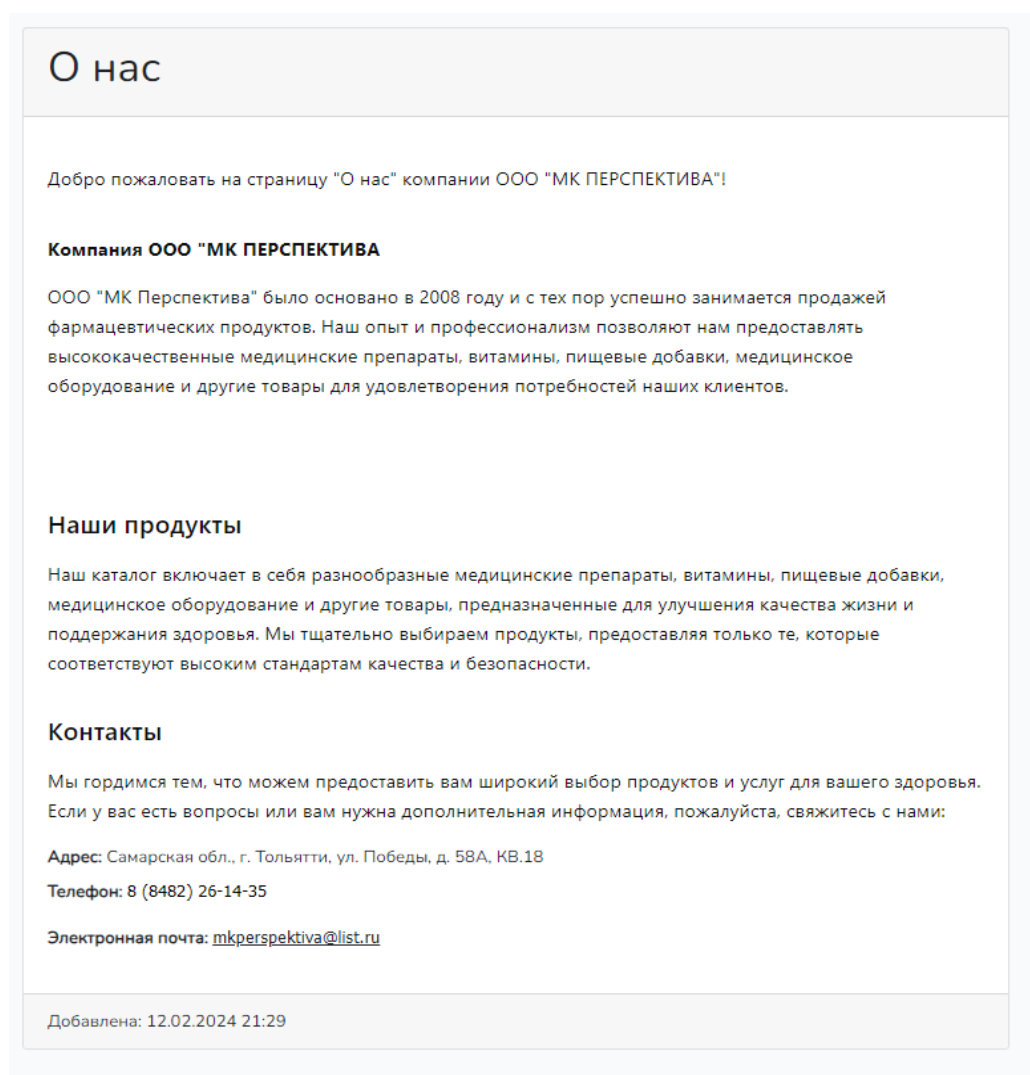 О нас
Добро пожаловать на страницу "О нас" компании ООО "МК ПЕРСПЕКТИВА"!
Компания ООО "МК ПЕРСПЕКТИВА
ООО "МК Перспектива" было основано в 2008 году и с тех пор успешно занимается продажей
фармацевтических продуктов. Наш опыт и профессионализм позволяют нам предоставлять
высококачественные медицинские препараты, витамины, пищевые добавки, медицинское
оборудование и другие товары для удовлетворения потребностей наших клиентов.
Наши продукты
Наш каталог включает в себя разнообразные медицинские препараты, витамины, пищевые добавки,
медицинское оборудование и другие товары, предназначенные для улучшения качества жизни и
поддержания здоровья. Мы тщательно выбираем продукты, предоставляя только те, которые
соответствуют высоким стандартам качества и безопасности.
Контакты
Мы гордимся тем, что можем предоставить вам широкий выбор продуктов и услуг для вашего здоровья.
Если у вас есть вопросы или вам нужна дополнительная информация, пожалуйста, свяжитесь с нами:
Адрес: Самарская обл., г. Тольятти, ул. Победы, д. 58А, КВ.18
Телефон: 8 (8482) 26-14-35
Электронная почта: mkperspektiva@list.ru
Добавлена: 12.02.2024 21:29